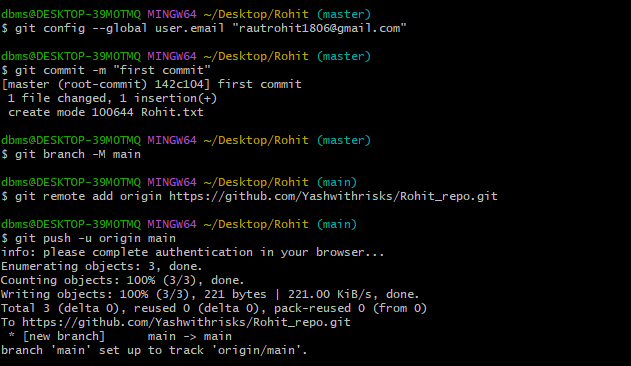 dbms@DESKTOP-39MOTMQ MINGW64 ~/Desktop/Rohit (master)
$ git config --global user.email "rautrohit1806@gmail.com"
dbms@DESKTOP-39MOTMQ MINGW64 ~/Desktop/Rohit (master)
$ git commit -m "first commit"
[master (root-commit) 142c104] first commit
 1 file changed, 1 insertion(+)
 create mode 100644 Rohit.txt
dbms@DESKTOP-39MOTMQ MINGW64 ~/Desktop/Rohit (master)
$ git branch -M main
dbms@DESKTOP-39MOTMQ MINGW64 ~/Desktop/Rohit (main)
$ git remote add origin https://github.com/Yashwithrisks/Rohit_repo.git
dbms@DESKTOP-39MOTMQ MINGW64 ~/Desktop/Rohit (main)
$ git push -u origin main
info: please complete authentication in your browser...
Enumerating objects: 3, done.
Counting objects: 100% (3/3), done.
Writing objects: 100% (3/3), 221 bytes | 221.00 KiB/s, done.
Total 3 (delta 0), reused 0 (delta 0), pack-reused 0 (from 0)
To https://github.com/Yashwithrisks/Rohit_repo.git
 * [new branch]      main -> main
branch 'main' set up to track 'origin/main'.